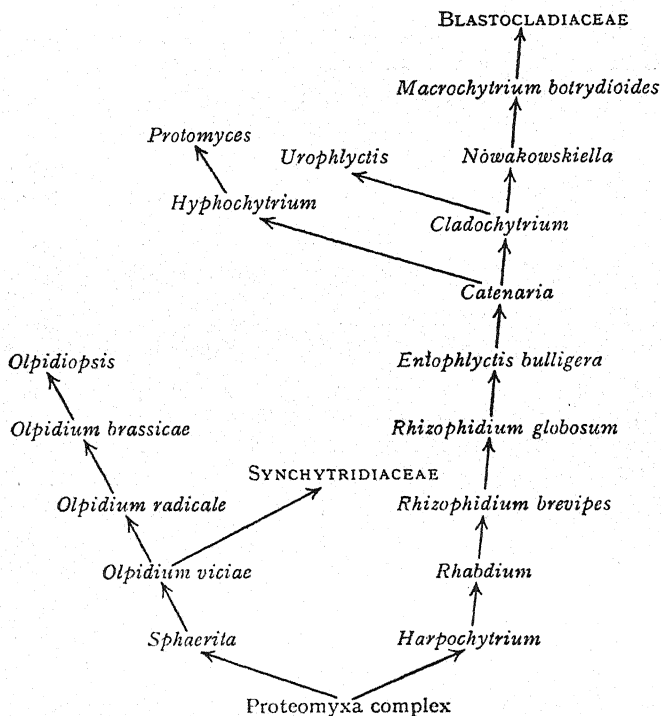 BLASTOCLADIACEAE
Macrochytrium botrydioides
Protomyces
Urophlyctis
Nowakowskiella
Hyphochytrium
Cladochytrium
Catenaria
Olpidiopsis
Entophlyctis bulligera
Olpidium brassicae
Rhizophidium globosum
SYNCHYTRIDIACEAE
Olpidium radicale
Rhizophidium brevipes
Olpidium viciae
Rhabdium
Sphaerita
Harpochytrium
Proteomyxa complex